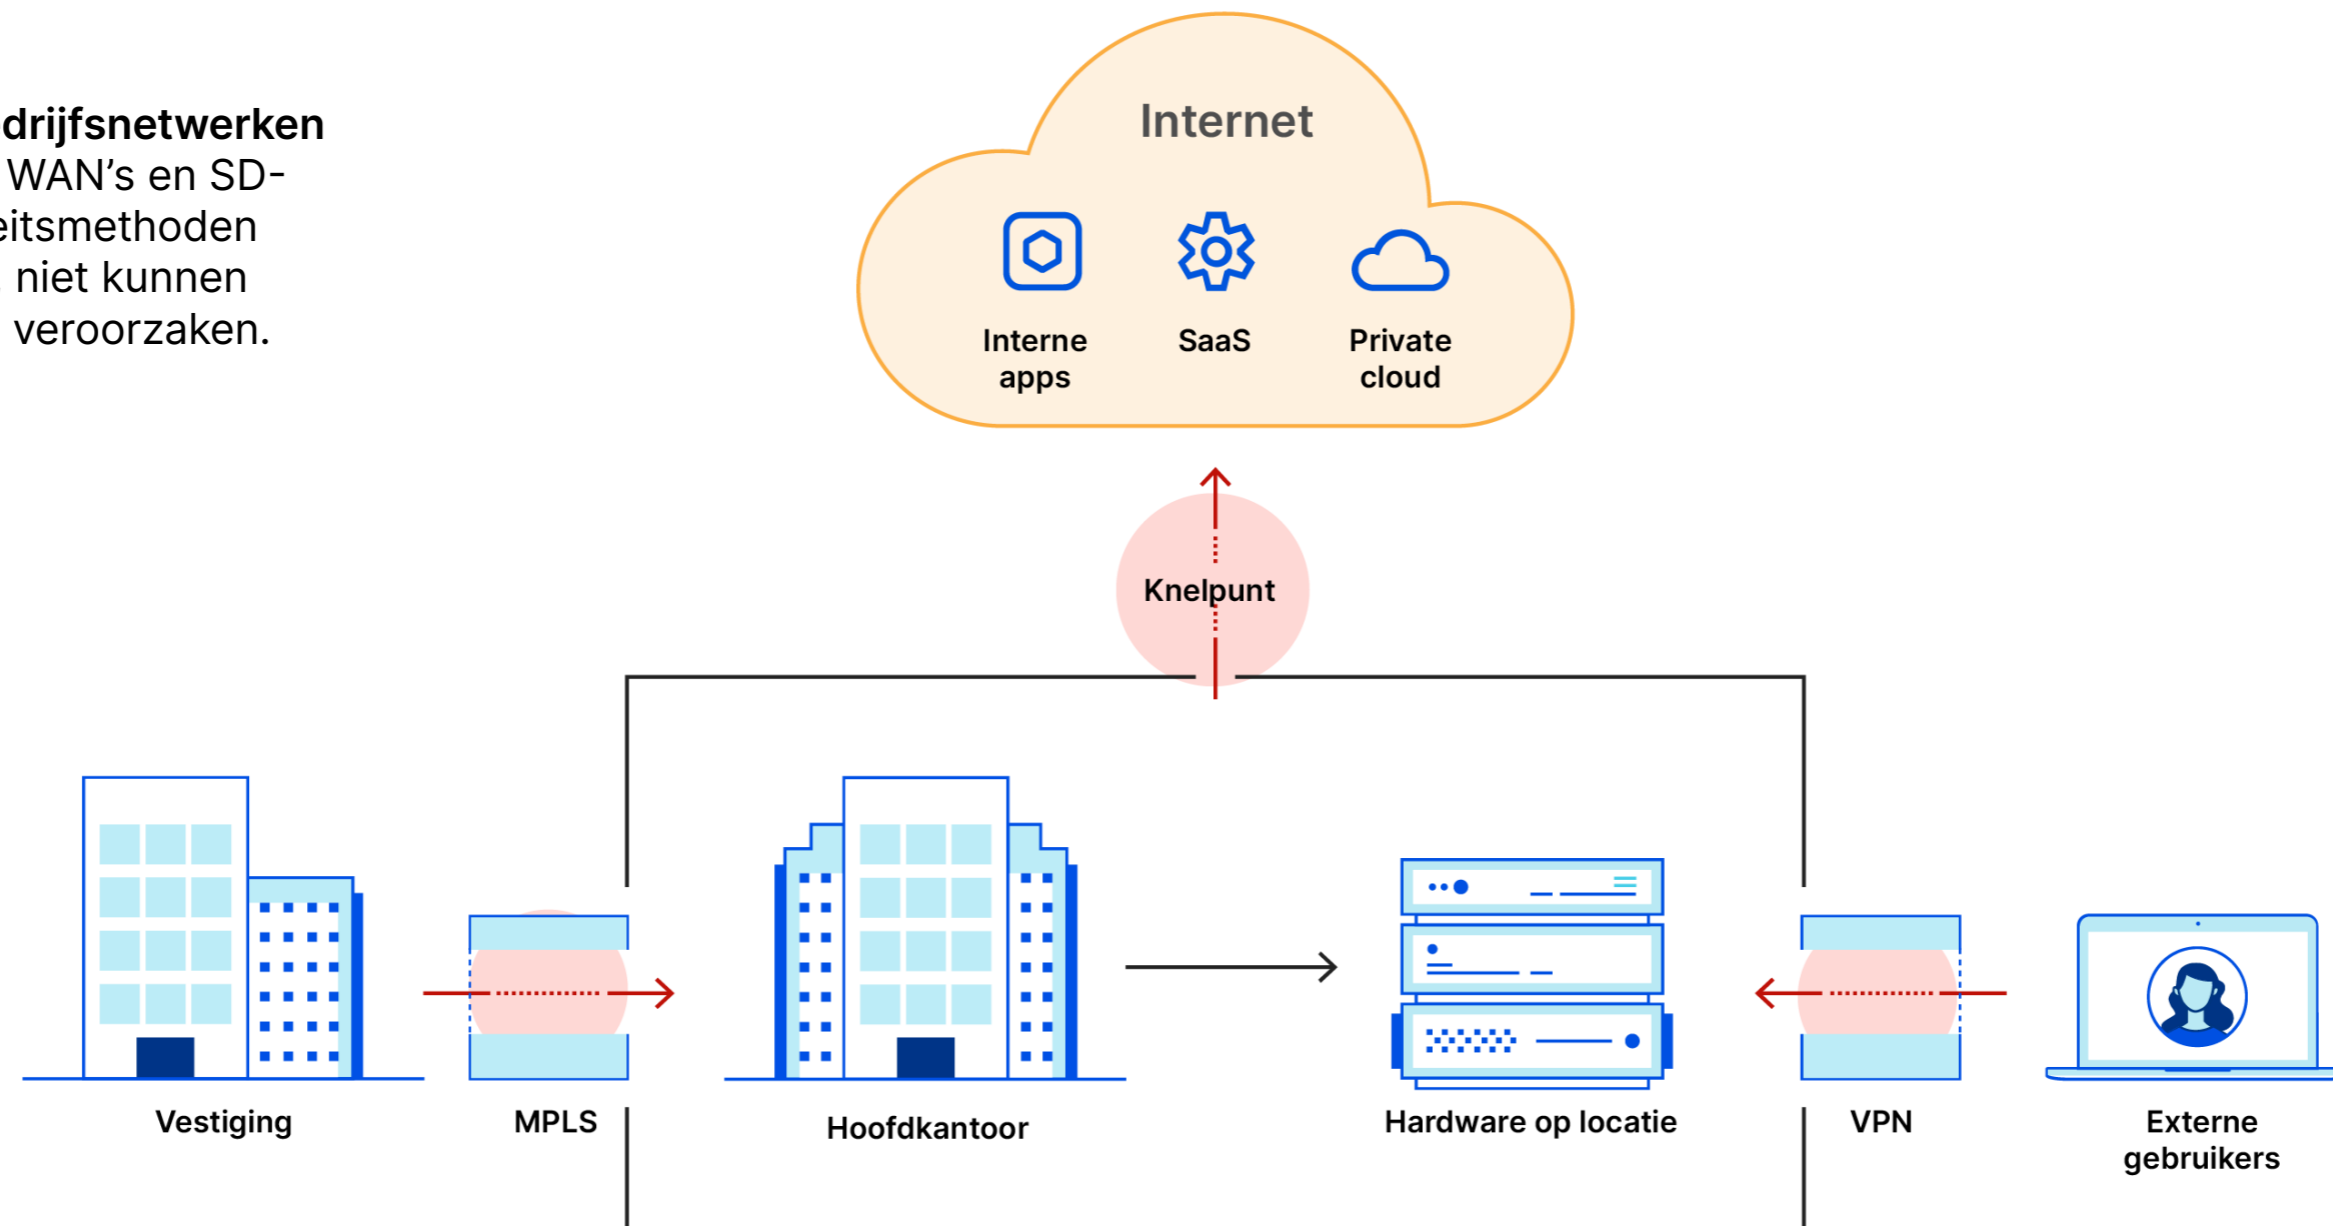 drijfsnetwerken
WAN’s en SD-
eitsmethoden
niet kunnen
veroorzaken.
Internet
Interne
apps
SaaS
Private
cloud
Knelpunt
Vestiging
MPLS
Hoofdkantoor
Hardware op locatie
VPN
Externe
gebruikers